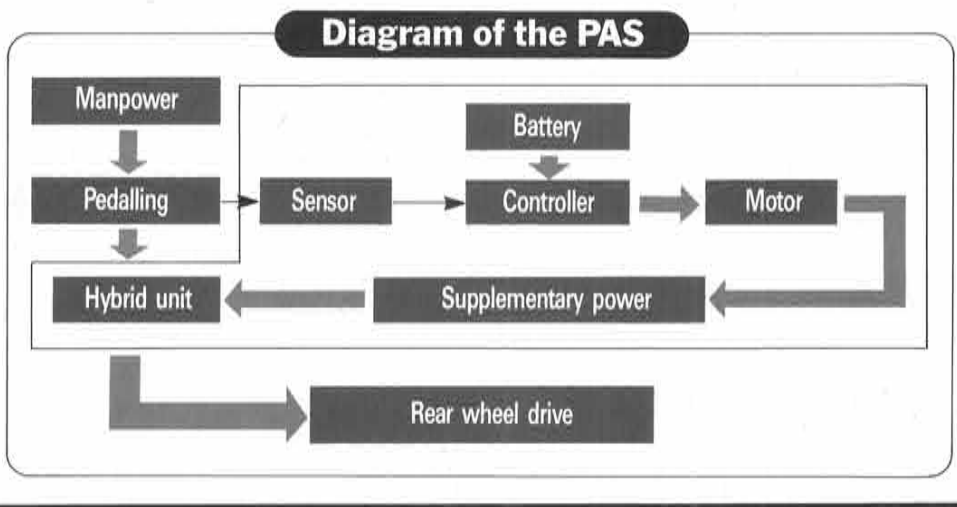 Diagram of the PAS
Manpower
Battery
Pedalling
Sensor
Controller
Motor
Hybrid unit
Supplementary power
Rear wheel drive